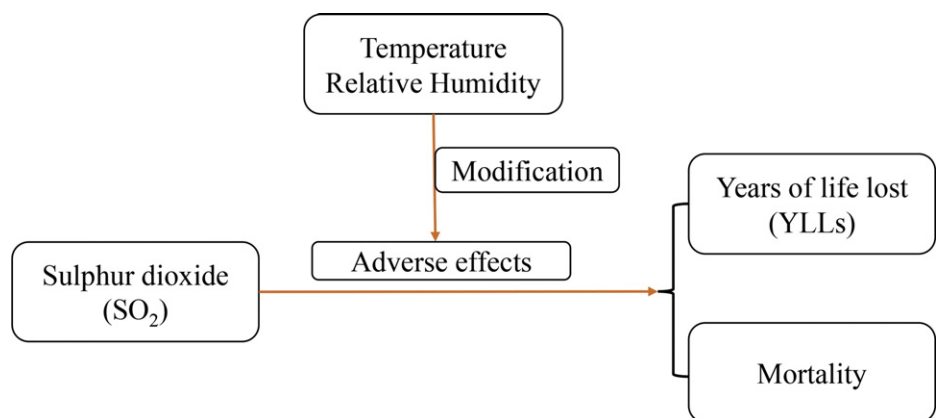 Temperature
Relative Humidity
Modification
Years of life lost
(YLLs)
Adverse effects
Sulphur dioxide
(SO₂)
Mortality